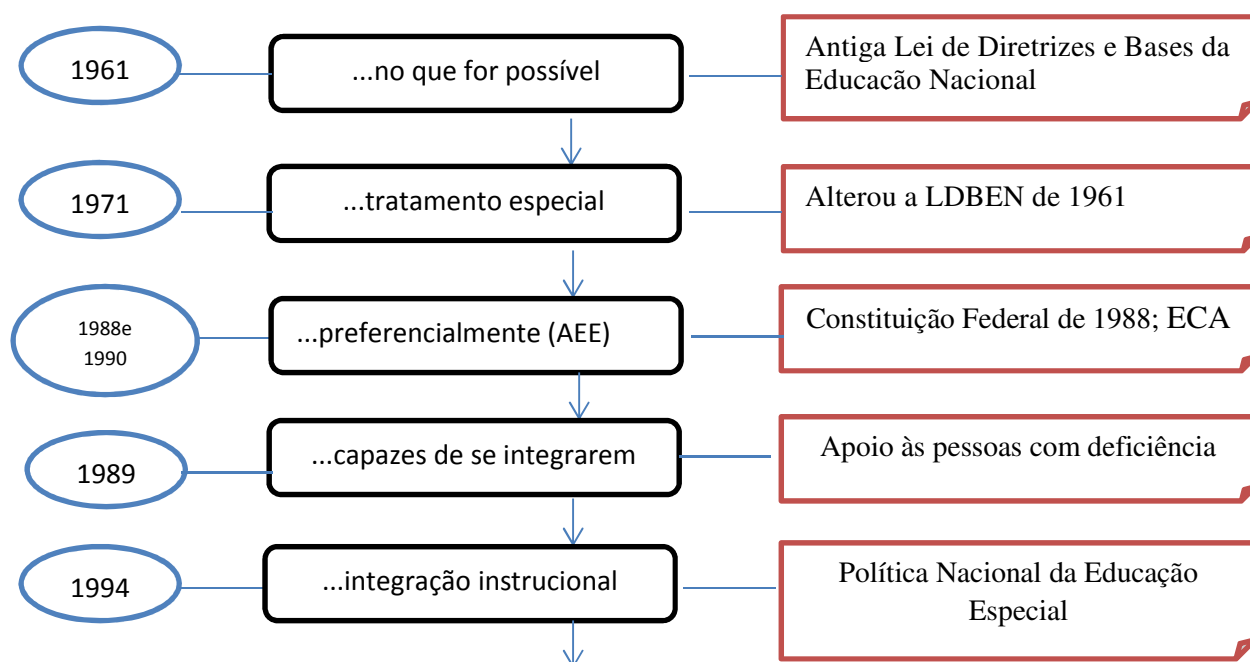 1961
...no que for possível
Antiga Lei de Diretrizes e Bases da
Educacão Nacional
1971
...tratamento especial
Alterou a LDBEN de 1961
1988e
1990
...preferencialmente (AEE)
Constituição Federal de 1988; ECA
1989
...capazes de se integrarem
Apoio às pessoas com deficiência
1994
...integração instrucional
Política Nacional da Educação
Especial